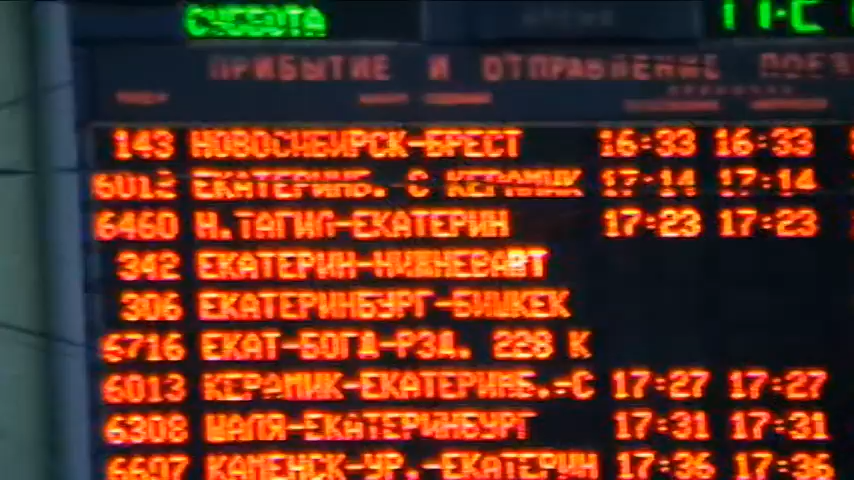 СУББОТА
ПРИБЫТИЕ И ОТПРАВЛЕНИЕ
143 НОВОСИБИРСК-БРЕСТ 16:33 16:33
6012 ЕКАТЕРИНБ.-С КЕРАМИК 17:14 17:14
6460 Н.ТАГИЛ-ЕКАТЕРИН 17:23 17:23
342 ЕКАТЕРИН-НИЖНЕВАРТ
306 ЕКАТЕРИНБУРГ-БИШКЕК
6716 ЕКАТ-БОГД-РЗД. 228 К
6013 КЕРАМИК-ЕКАТЕРИНБ.-С 17:27 17:27
6308 ШАЛЯ-ЕКАТЕРИНБУРГ 17:31 17:31
6697 КАМЕНСК-УР.-ЕКАТЕРИН 17:36 17:36